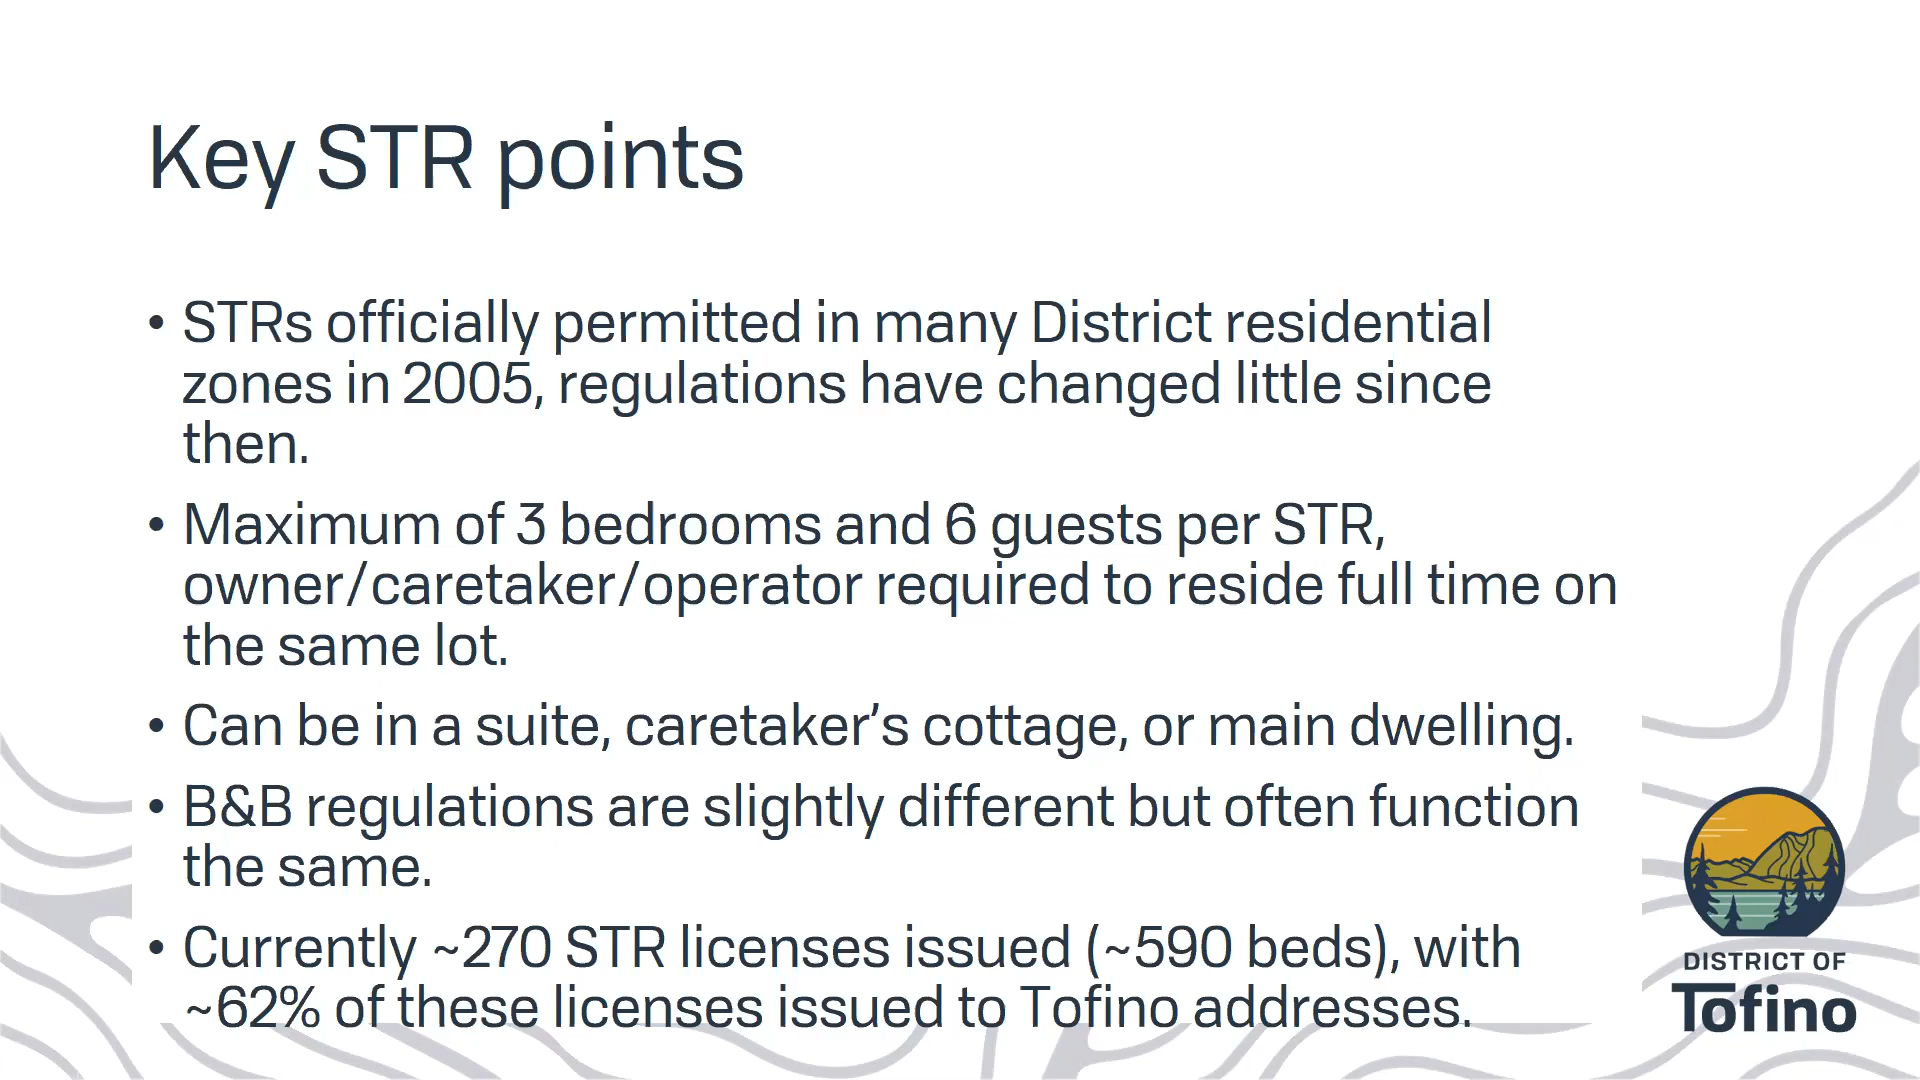 Key STR points
• STRs officially permitted in many District residential
zones in 2005, regulations have changed little since
then.
• Maximum of 3 bedrooms and 6 guests per STR,
owner/caretaker/operator required to reside full time on
the same lot.
• Can be in a suite, caretaker’s cottage, or main dwelling.
• B&B regulations are slightly different but often function
the same.
• Currently ~270 STR licenses issued (~590 beds), with
~62% of these licenses issued to Tofino addresses.
DISTRICT OF
Tofino